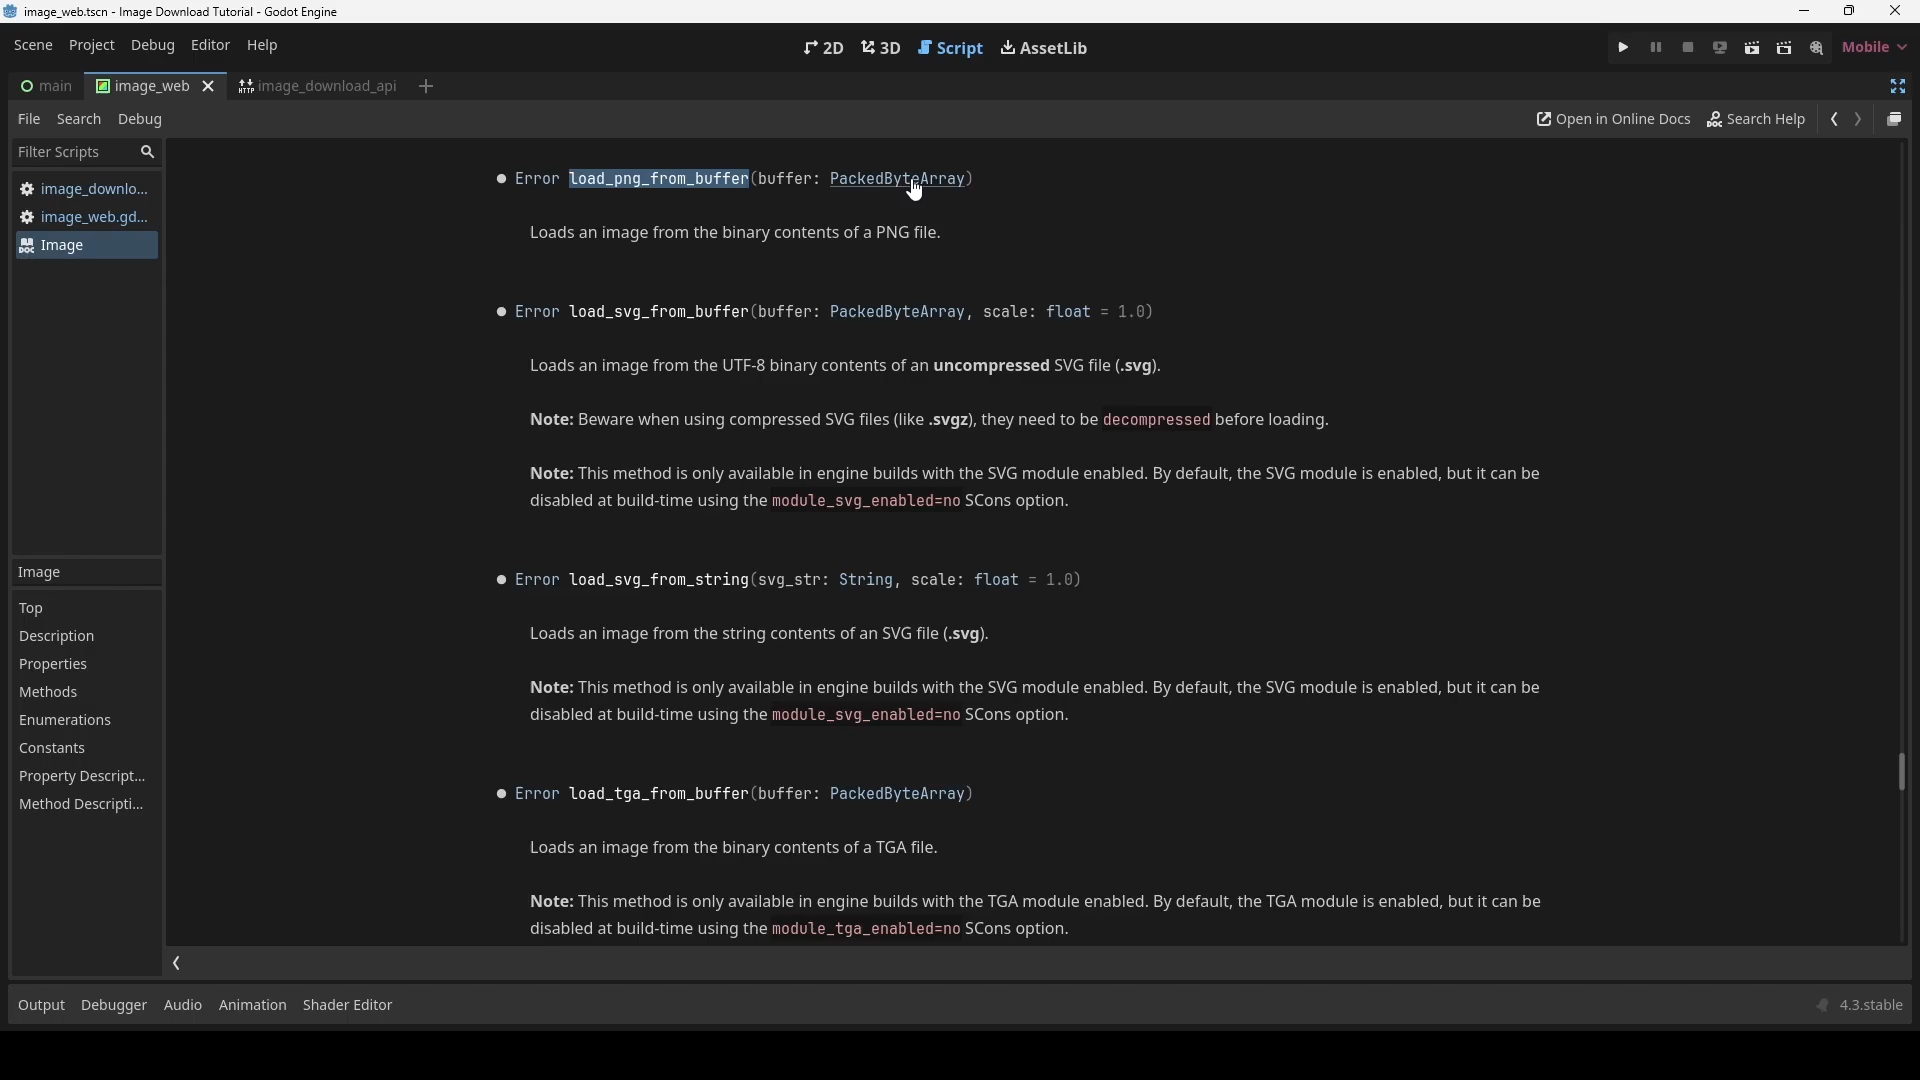 image_web.tscn - Image Download Tutorial - Godot Engine
Scene Project Debug Editor Help
2D 3D Script AssetLib
Mobile
main image_web image_download_api
File Search Debug
Open in Online Docs Search Help
Filter Scripts
image_downlo...
image_web.gd...
Image
Image
Top
Description
Properties
Methods
Enumerations
Constants
Property Descript...
Method Descripti...
Error load_png_from_buffer(buffer: PackedByteArray)
Loads an image from the binary contents of a PNG file.
Error load_svg_from_buffer(buffer: PackedByteArray, scale: float = 1.0)
Loads an image from the UTF-8 binary contents of an uncompressed SVG file (.svg).
Note: Beware when using compressed SVG files (like .svgz), they need to be decompressed before loading.
Note: This method is only available in engine builds with the SVG module enabled. By default, the SVG module is enabled, but it can be
disabled at build-time using the module_svg_enabled=no SCons option.
Error load_svg_from_string(svg_str: String, scale: float = 1.0)
Loads an image from the string contents of an SVG file (.svg).
Note: This method is only available in engine builds with the SVG module enabled. By default, the SVG module is enabled, but it can be
disabled at build-time using the module_svg_enabled=no SCons option.
Error load_tga_from_buffer(buffer: PackedByteArray)
Loads an image from the binary contents of a TGA file.
Note: This method is only available in engine builds with the TGA module enabled. By default, the TGA module is enabled, but it can be
disabled at build-time using the module_tga_enabled=no SCons option.
Output Debugger Audio Animation Shader Editor
4.3.stable